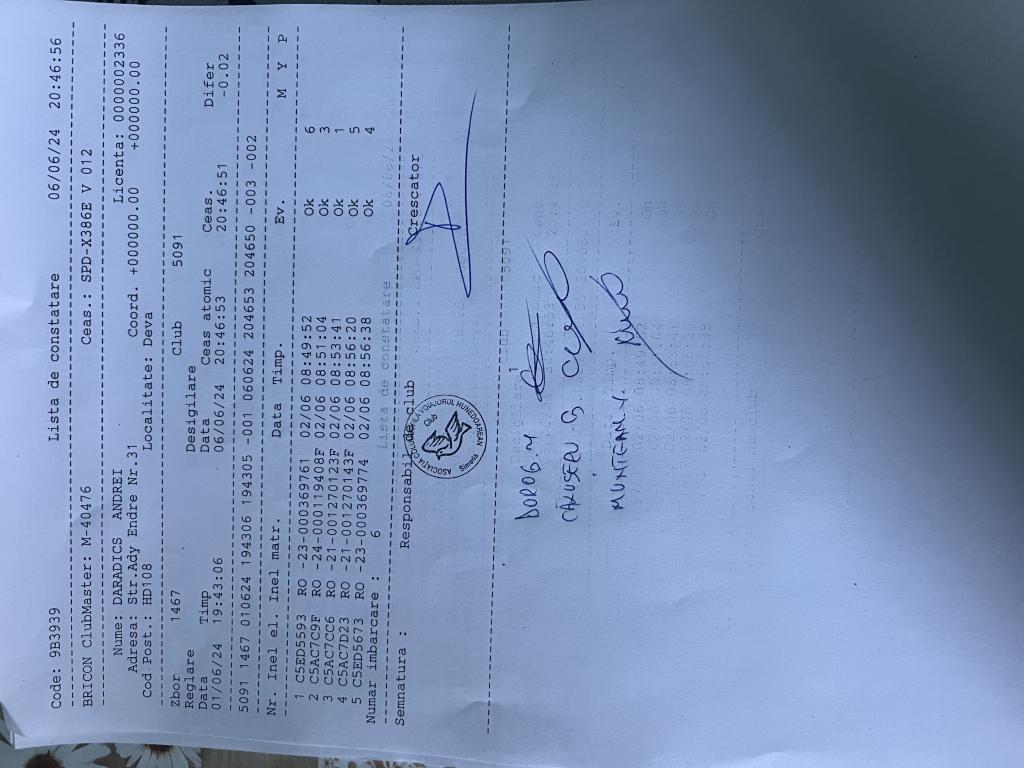 Code: 9B3939 Lista de constatare 06/06/24 20:46:56
BRICON ClubMaster: M-40476 Ceas.: SPD-X386E V 012
Nume: DARADICS ANDREI Licenta: 0000002336
Adresa: Str.Ady Endre Nr.31 Coord. +000000.00 +000000.00
Cod Post.: HD108 Localitate: Deva
Zbor 1467 Club 5091
Reglare Desigilare
Data Timp Data Ceas atomic Ceas. Difer
01/06/24 19:43:06 06/06/24 20:46:53 20:46:51 -0.02
5091 1467 010624 194306 194305 -001 060624 204653 204650 -003 -002
Nr. Inel el. Inel matr. Data Timp. Ev. M Y P
1 C5ED5593 RO -23-000369761 02/06 08:49:52 Ok 6
2 C5AC7C9F RO -24-000119408F 02/06 08:51:04 Ok 3
3 C5AC7CC6 RO -21-001270123F 02/06 08:53:41 Ok 1
4 C5AC7D23 RO -21-001270143F 02/06 08:56:20 Ok 5
5 C5ED5673 RO -23-000369774 02/06 08:56:38 Ok 4
Numar imbarcare : 6
Semnatura : Responsabil de club Crescator
VOIAJORUL HUNEDOREAN
Club
Simeria
DOROG. M
CĂRUSERU G,
MUNTEAN V.